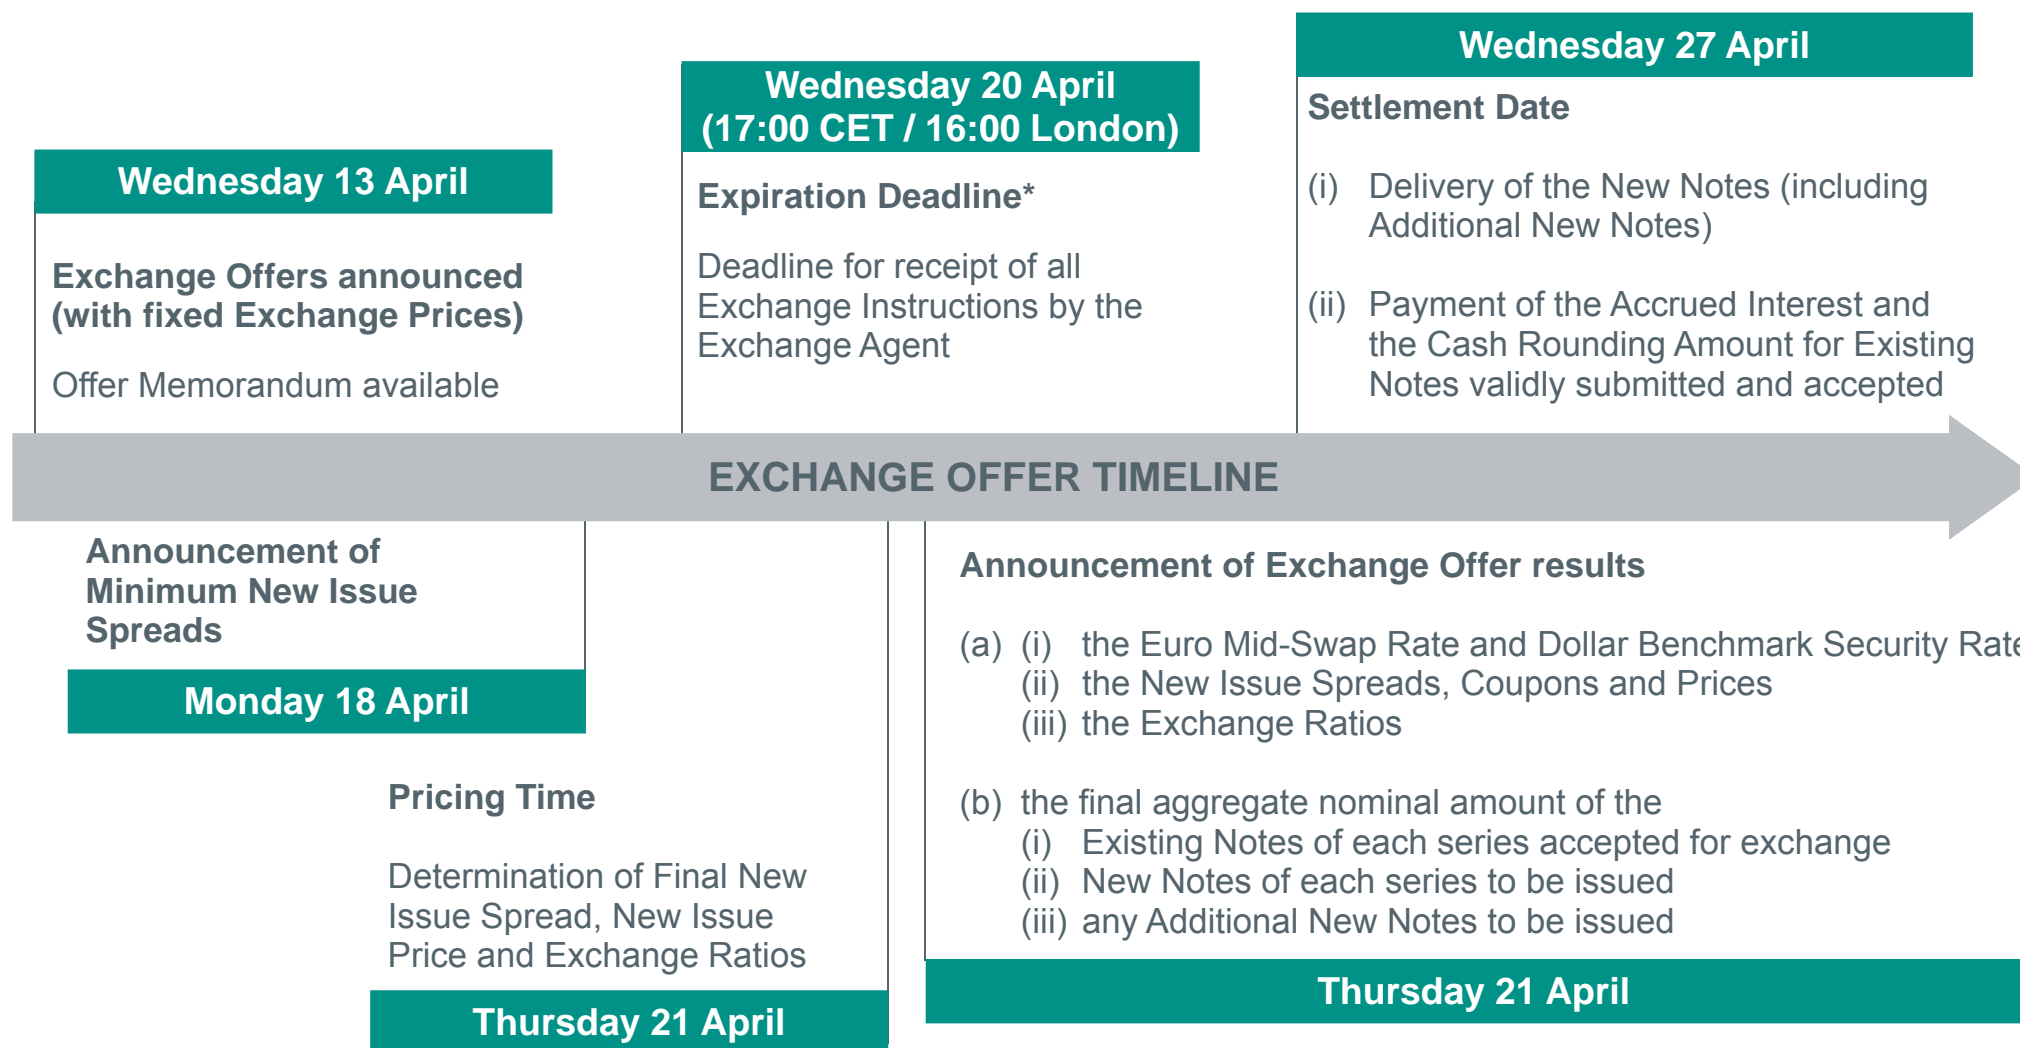 Wednesday 13 April
Exchange Offers announced
(with fixed Exchange Prices)
Offer Memorandum available
Wednesday 20 April
(17:00 CET / 16:00 London)
Expiration Deadline*
Deadline for receipt of all
Exchange Instructions by the
Exchange Agent
Wednesday 27 April
Settlement Date
(i) Delivery of the New Notes (including
Additional New Notes)
(ii) Payment of the Accrued Interest and
the Cash Rounding Amount for Existing
Notes validly submitted and accepted
EXCHANGE OFFER TIMELINE
Announcement of
Minimum New Issue
Spreads
Monday 18 April
Pricing Time
Determination of Final New
Issue Spread, New Issue
Price and Exchange Ratios
Thursday 21 April
Announcement of Exchange Offer results
(a) (i) the Euro Mid-Swap Rate and Dollar Benchmark Security Rate
(ii) the New Issue Spreads, Coupons and Prices
(iii) the Exchange Ratios
(b) the final aggregate nominal amount of the
(i) Existing Notes of each series accepted for exchange
(ii) New Notes of each series to be issued
(iii) any Additional New Notes to be issued
Thursday 21 April